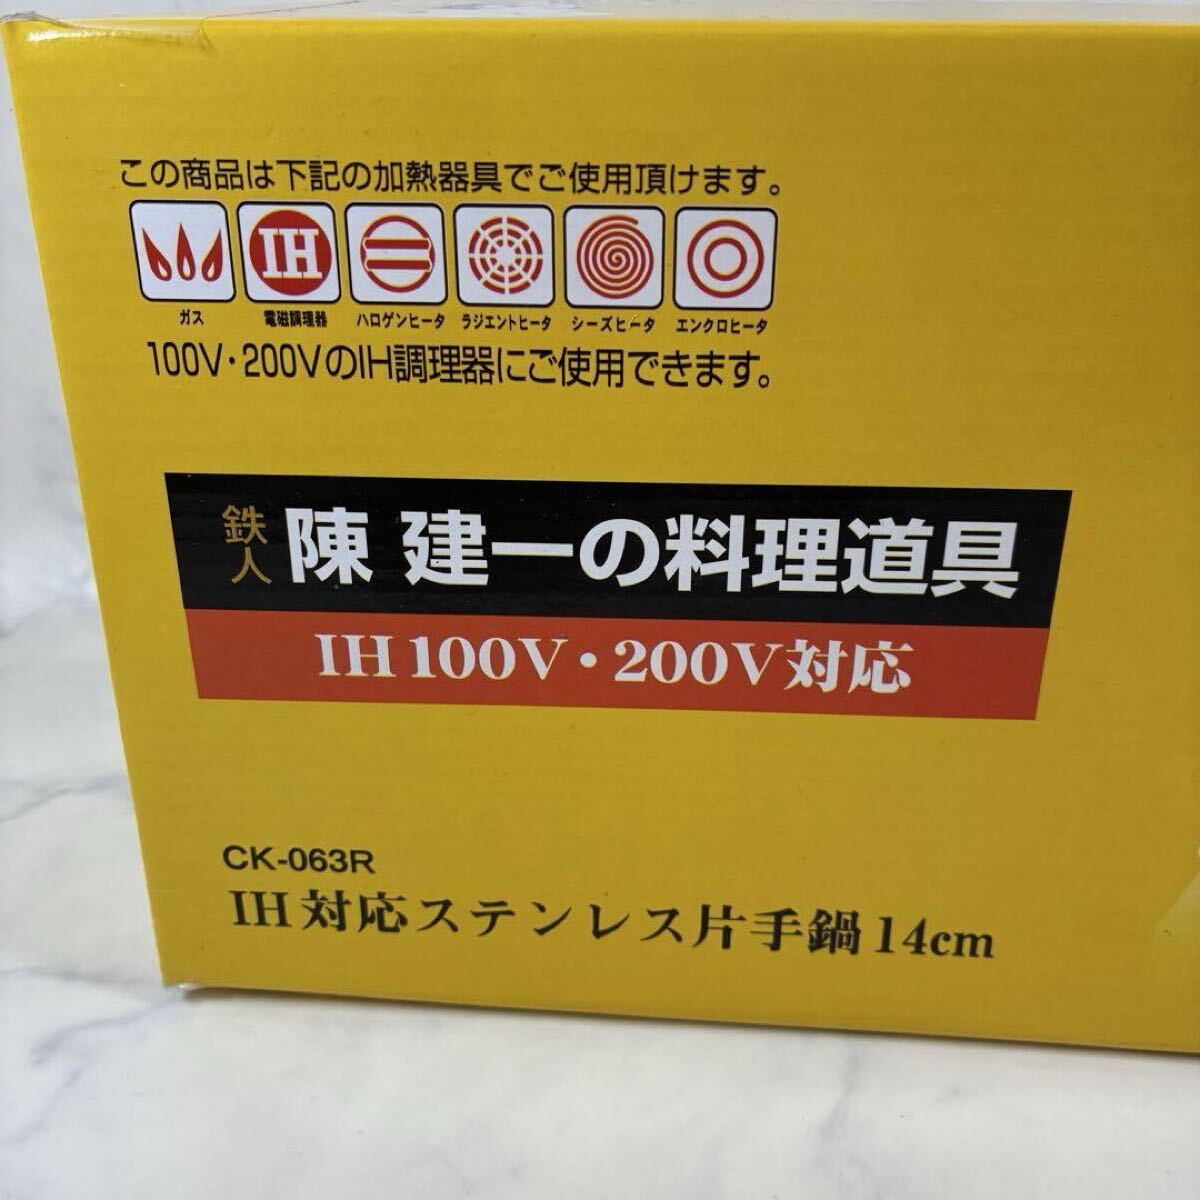 この商品は下記の加熱器具でご使用頂けます。
IH
ガス 電磁調理器 ハロゲンヒータ ラジエントヒータ シーズヒータ エンクロヒータ
100V・200VのIH調理器にご使用できます。
鉄人 陳 建一の料理道具
IH100V・200V対応
CK-063R
IH対応ステンレス片手鍋14cm